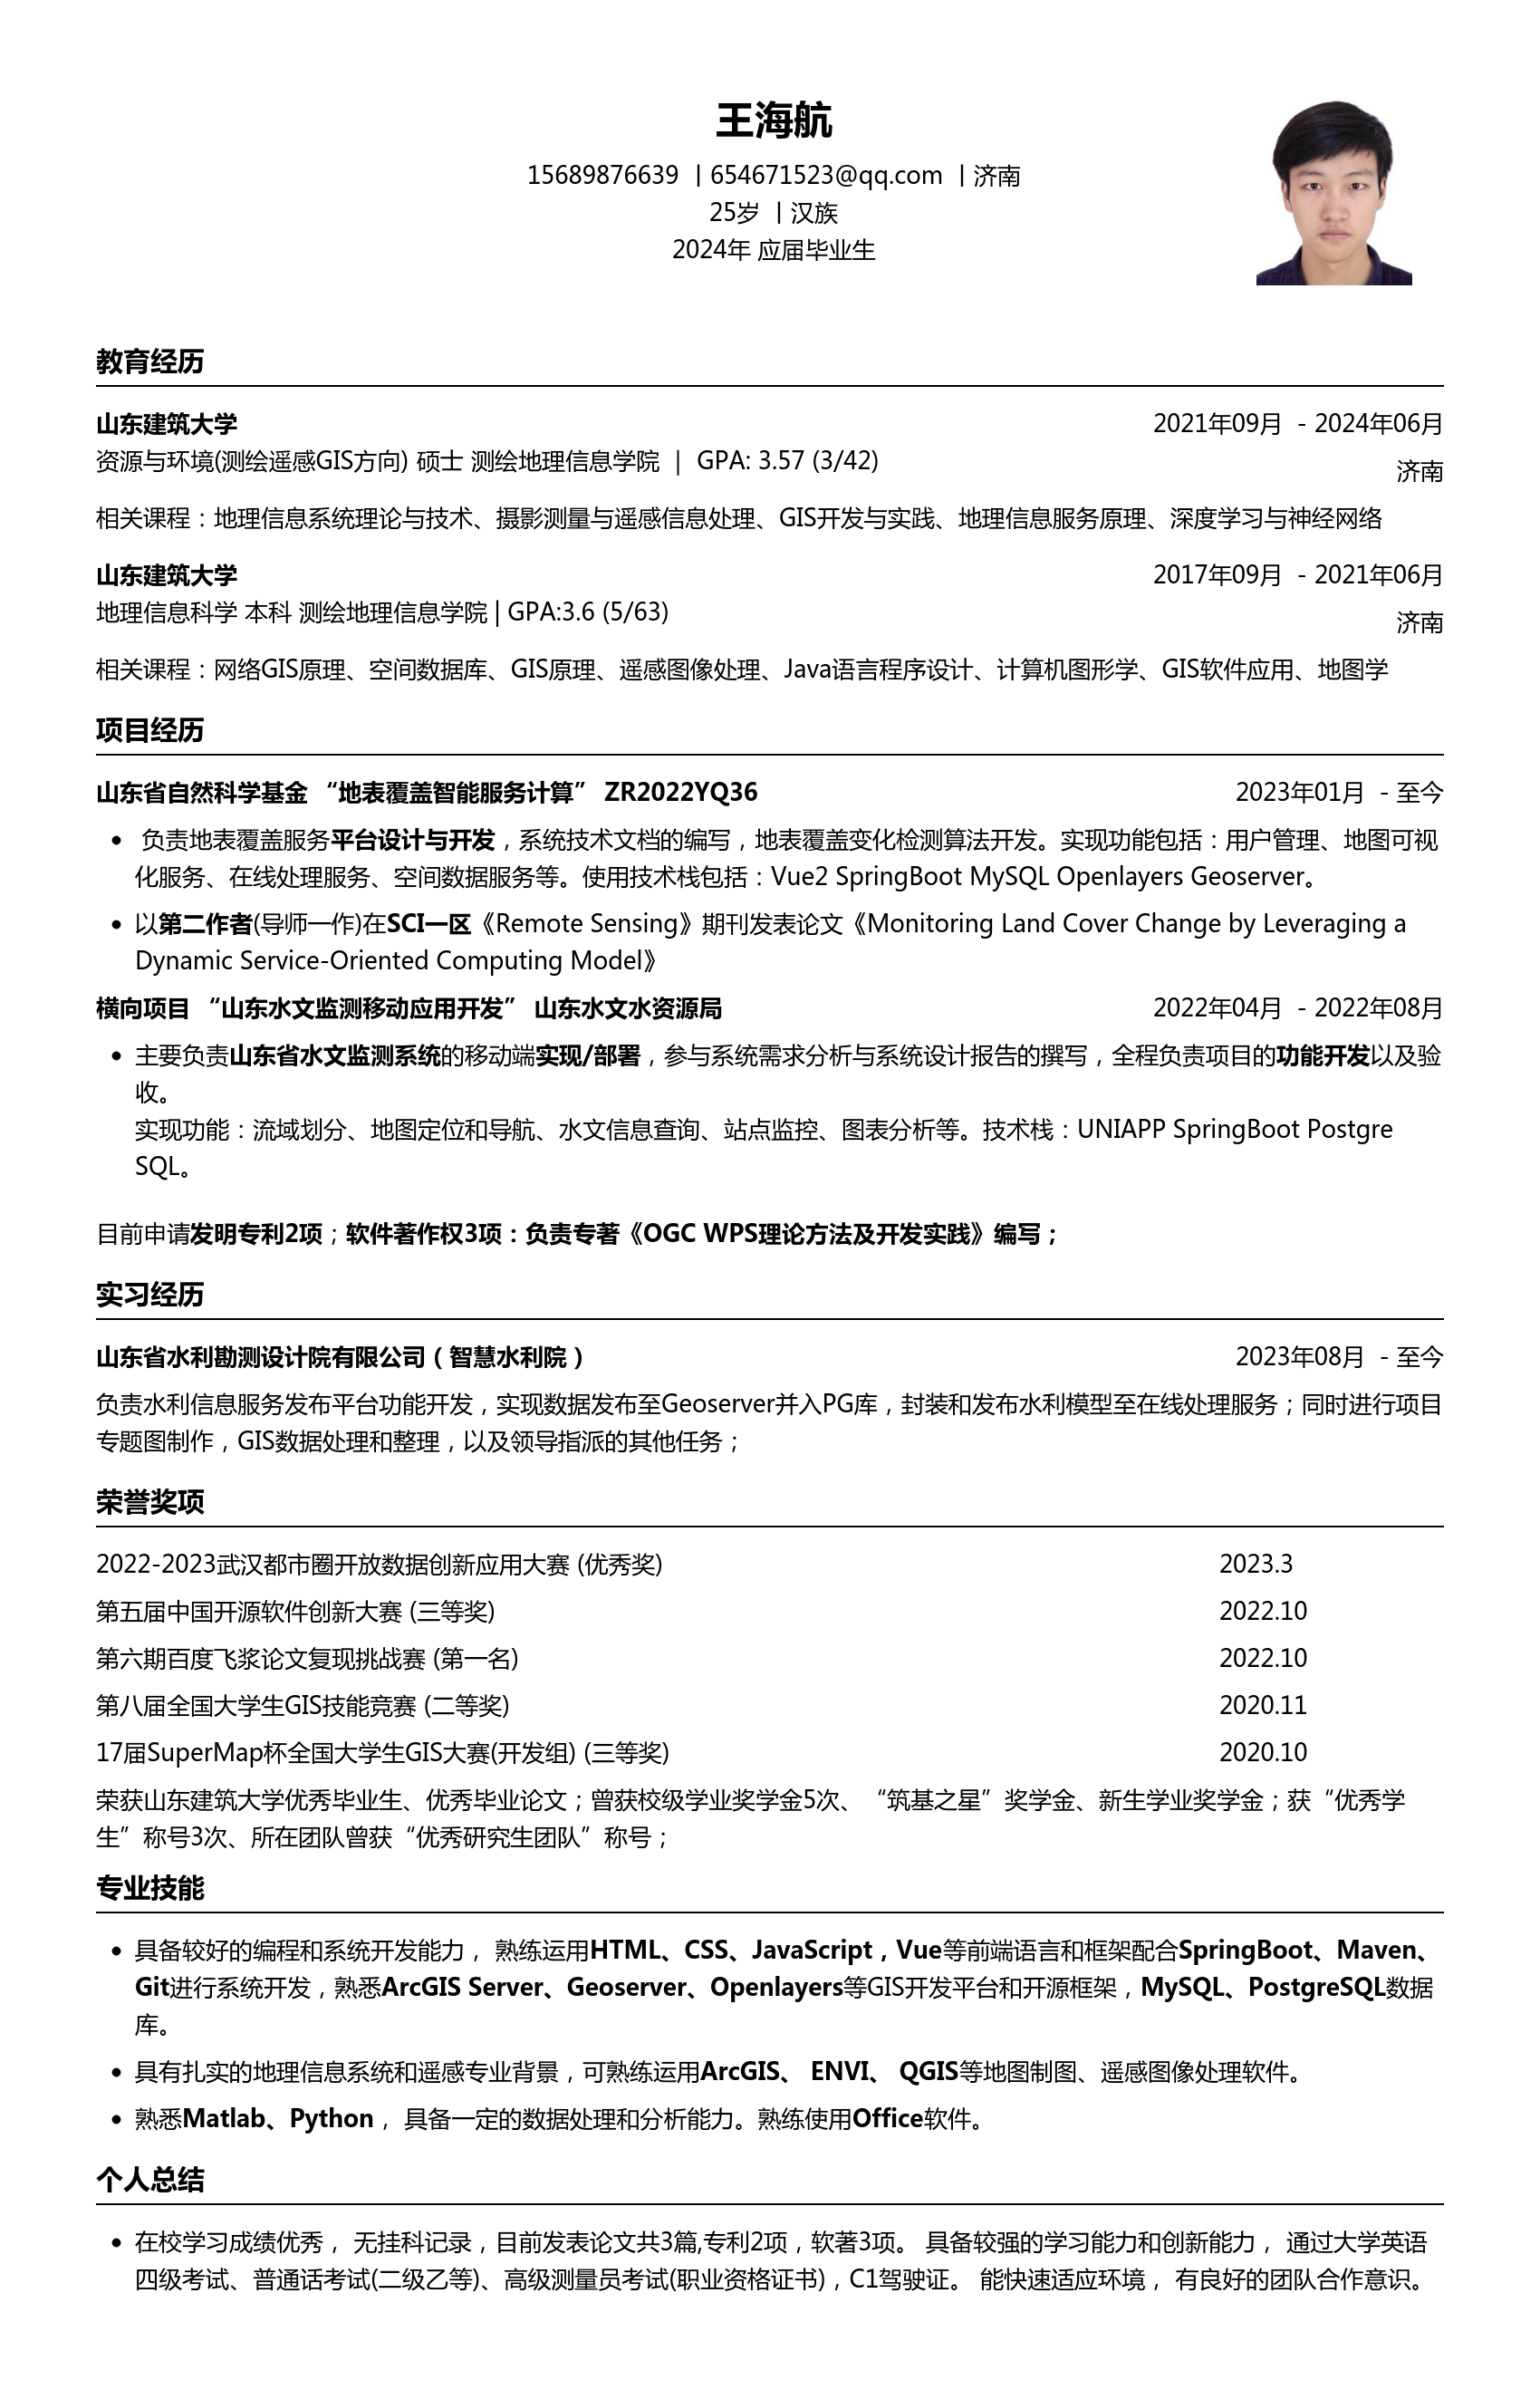 王海航
15689876639 | 654671523@qq.com | 济南
25岁 | 汉族
2024年 应届毕业生
教育经历
山东建筑大学 2021年09月 - 2024年06月
资源与环境(测绘遥感GIS方向) 硕士 测绘地理信息学院 | GPA: 3.57 (3/42)
济南
相关课程：地理信息系统理论与技术、摄影测量与遥感信息处理、GIS开发与实践、地理信息服务原理、深度学习与神经网络
山东建筑大学 2017年09月 - 2021年06月
地理信息科学 本科 测绘地理信息学院 | GPA:3.6 (5/63)
济南
相关课程：网络GIS原理、空间数据库、GIS原理、遥感图像处理、Java语言程序设计、计算机图形学、GIS软件应用、地图学
项目经历
山东省自然科学基金 “地表覆盖智能服务计算” ZR2022YQ36 2023年01月 - 至今
• 负责地表覆盖服务平台设计与开发，系统技术文档的编写，地表覆盖变化检测算法开发。实现功能包括：用户管理、地图可视
化服务、在线处理服务、空间数据服务等。使用技术栈包括：Vue2 SpringBoot MySQL Openlayers Geoserver。
• 以第二作者(导师一作)在SCI一区《Remote Sensing》期刊发表论文《Monitoring Land Cover Change by Leveraging a
Dynamic Service-Oriented Computing Model》
横向项目 “山东水文监测移动应用开发” 山东水文水资源局 2022年04月 - 2022年08月
• 主要负责山东省水文监测系统的移动端实现/部署，参与系统需求分析与系统设计报告的撰写，全程负责项目的功能开发以及验
收。
实现功能：流域划分、地图定位和导航、水文信息查询、站点监控、图表分析等。技术栈：UNIAPP SpringBoot Postgre
SQL。
目前申请发明专利2项；软件著作权3项：负责专著《OGC WPS理论方法及开发实践》编写；
实习经历
山东省水利勘测设计院有限公司（智慧水利院） 2023年08月 - 至今
负责水利信息服务发布平台功能开发，实现数据发布至Geoserver并入PG库，封装和发布水利模型至在线处理服务；同时进行项目
专题图制作，GIS数据处理和整理，以及领导指派的其他任务；
荣誉奖项
2022-2023武汉都市圈开放数据创新应用大赛 (优秀奖) 2023.3
第五届中国开源软件创新大赛 (三等奖) 2022.10
第六期百度飞浆论文复现挑战赛 (第一名) 2022.10
第八届全国大学生GIS技能竞赛 (二等奖) 2020.11
17届SuperMap杯全国大学生GIS大赛(开发组) (三等奖) 2020.10
荣获山东建筑大学优秀毕业生、优秀毕业论文；曾获校级学业奖学金5次、“筑基之星”奖学金、新生学业奖学金；获“优秀学
生”称号3次、所在团队曾获“优秀研究生团队”称号；
专业技能
• 具备较好的编程和系统开发能力， 熟练运用HTML、CSS、JavaScript，Vue等前端语言和框架配合SpringBoot、Maven、
Git进行系统开发，熟悉ArcGIS Server、Geoserver、Openlayers等GIS开发平台和开源框架，MySQL、PostgreSQL数据
库。
• 具有扎实的地理信息系统和遥感专业背景，可熟练运用ArcGIS、 ENVI、 QGIS等地图制图、遥感图像处理软件。
• 熟悉Matlab、Python， 具备一定的数据处理和分析能力。熟练使用Office软件。
个人总结
• 在校学习成绩优秀， 无挂科记录，目前发表论文共3篇,专利2项，软著3项。 具备较强的学习能力和创新能力， 通过大学英语
四级考试、普通话考试(二级乙等)、高级测量员考试(职业资格证书)，C1驾驶证。 能快速适应环境， 有良好的团队合作意识。